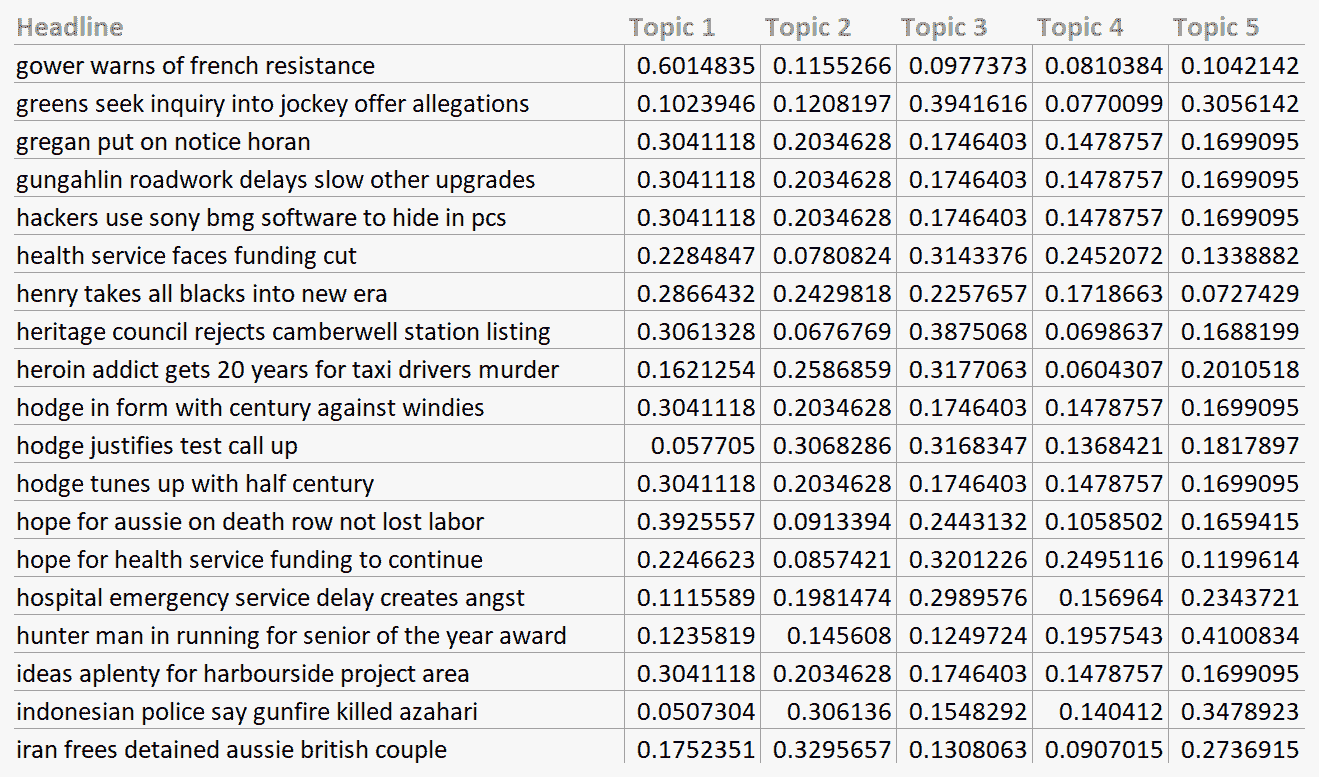 Headline Topic 1 Topic 2 Topic 3 Topic 4 Topic 5
gower warns of french resistance 0.6014835 0.1155266 0.0977373 0.0810384 0.1042142
greens seek inquiry into jockey offer allegations 0.1023946 0.1208197 0.3941616 0.0770099 0.3056142
gregan put on notice horan 0.3041118 0.2034628 0.1746403 0.1478757 0.1699095
gungahlin roadwork delays slow other upgrades 0.3041118 0.2034628 0.1746403 0.1478757 0.1699095
hackers use sony bmg software to hide in pcs 0.3041118 0.2034628 0.1746403 0.1478757 0.1699095
health service faces funding cut 0.2284847 0.0780824 0.3143376 0.2452072 0.1338882
henry takes all blacks into new era 0.2866432 0.2429818 0.2257657 0.1718663 0.0727429
heritage council rejects camberwell station listing 0.3061328 0.0676769 0.3875068 0.0698637 0.1688199
heroin addict gets 20 years for taxi drivers murder 0.1621254 0.2586859 0.3177063 0.0604307 0.2010518
hodge in form with century against windies 0.3041118 0.2034628 0.1746403 0.1478757 0.1699095
hodge justifies test call up 0.057705 0.3068286 0.3168347 0.1368421 0.1817897
hodge tunes up with half century 0.3041118 0.2034628 0.1746403 0.1478757 0.1699095
hope for aussie on death row not lost labor 0.3925557 0.0913394 0.2443132 0.1058502 0.1659415
hope for health service funding to continue 0.2246623 0.0857421 0.3201226 0.2495116 0.1199614
hospital emergency service delay creates angst 0.1115589 0.1981474 0.2989576 0.156964 0.2343721
hunter man in running for senior of the year award 0.1235819 0.145608 0.1249724 0.1957543 0.4100834
ideas aplenty for harbourside project area 0.3041118 0.2034628 0.1746403 0.1478757 0.1699095
indonesian police say gunfire killed azahari 0.0507304 0.306136 0.1548292 0.140412 0.3478923
iran frees detained aussie british couple 0.1752351 0.3295657 0.1308063 0.0907015 0.2736915